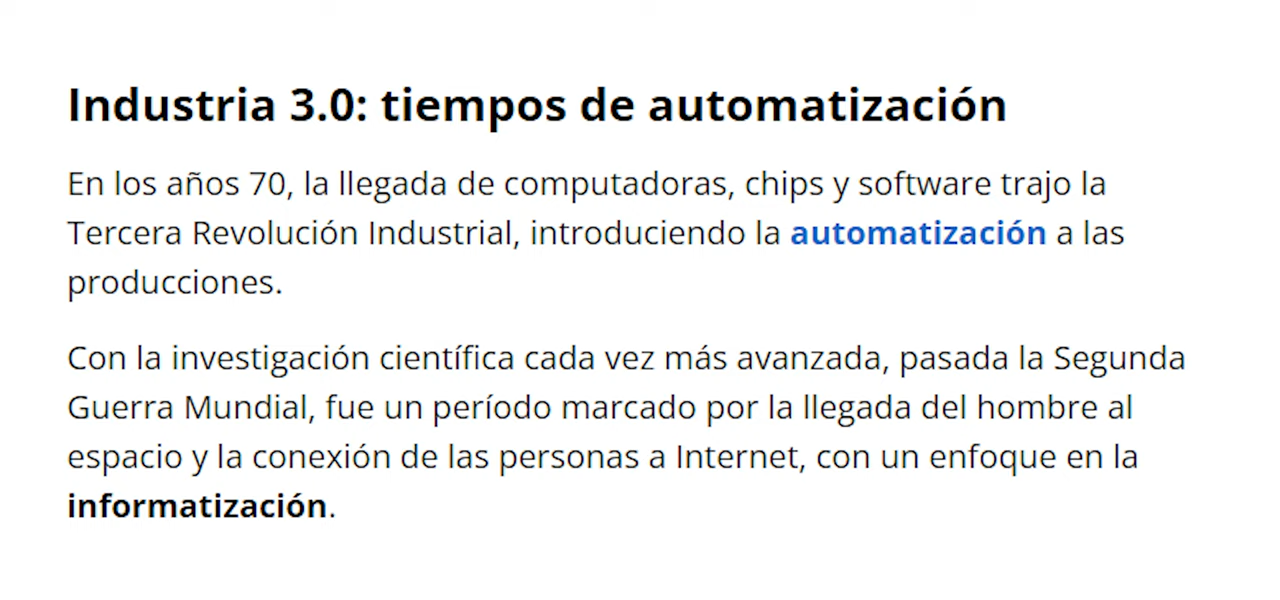 Industria 3.0: tiempos de automatización
En los años 70, la llegada de computadoras, chips y software trajo la
Tercera Revolución Industrial, introduciendo la automatización a las
producciones.
Con la investigación científica cada vez más avanzada, pasada la Segunda
Guerra Mundial, fue un período marcado por la llegada del hombre al
espacio y la conexión de las personas a Internet, con un enfoque en la
informatización.